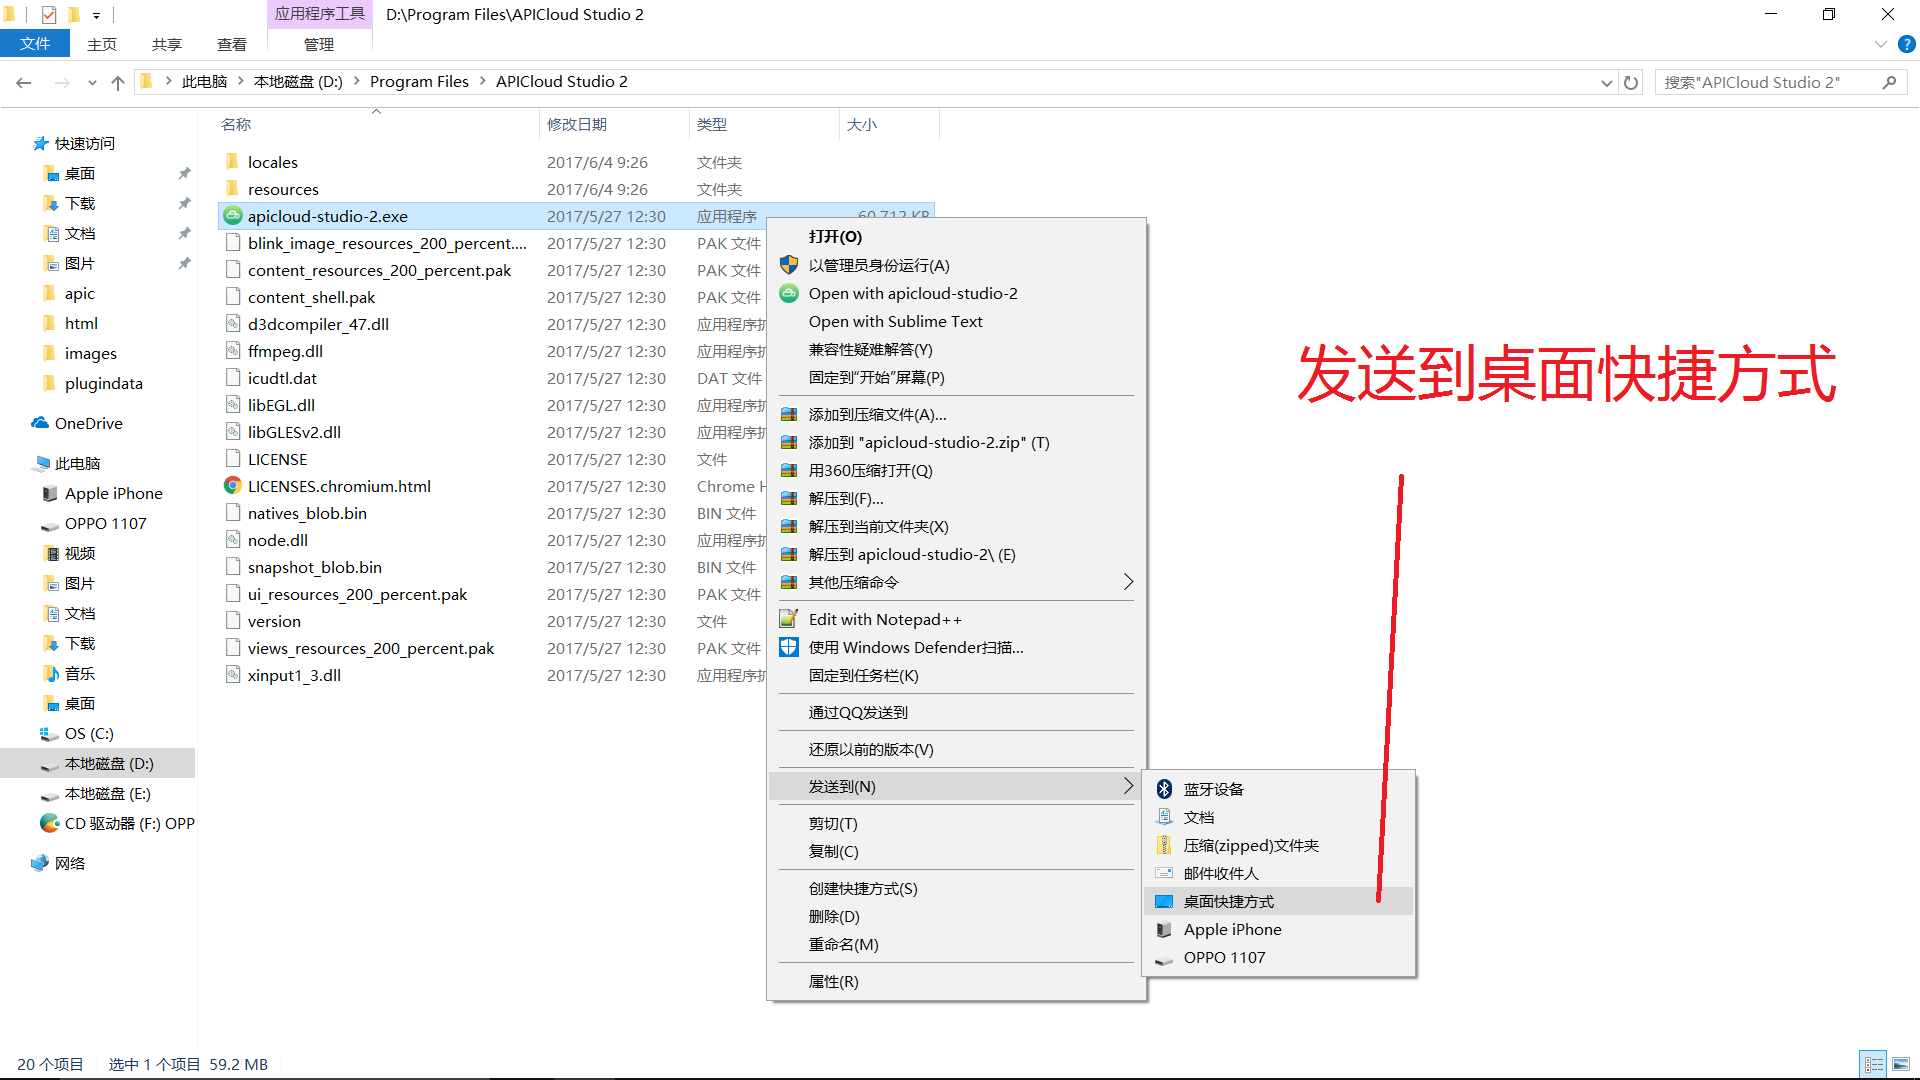 应用程序工具
D:\Program Files\APICloud Studio 2
文件
主页
共享
查看
管理
此电脑
本地磁盘 (D:)
Program Files
APICloud Studio 2
搜索"APICloud Studio 2"
名称
修改日期
类型
大小
快速访问
桌面
下载
文档
图片
apic
html
images
plugindata
OneDrive
此电脑
Apple iPhone
OPPO 1107
视频
图片
文档
下载
音乐
桌面
OS (C:)
本地磁盘 (D:)
本地磁盘 (E:)
CD 驱动器 (F:) OPP
网络
locales 2017/6/4 9:26 文件夹
resources 2017/6/4 9:26 文件夹
apicloud-studio-2.exe 2017/5/27 12:30 应用程序 60,712 KB
blink_image_resources_200_percent.... 2017/5/27 12:30 PAK 文件
content_resources_200_percent.pak 2017/5/27 12:30 PAK 文件
content_shell.pak 2017/5/27 12:30 PAK 文件
d3dcompiler_47.dll 2017/5/27 12:30 应用程序扩
ffmpeg.dll 2017/5/27 12:30 应用程序扩
icudtl.dat 2017/5/27 12:30 DAT 文件
libEGL.dll 2017/5/27 12:30 应用程序扩
libGLESv2.dll 2017/5/27 12:30 应用程序扩
LICENSE 2017/5/27 12:30 文件
LICENSES.chromium.html 2017/5/27 12:30 Chrome H
natives_blob.bin 2017/5/27 12:30 BIN 文件
node.dll 2017/5/27 12:30 应用程序扩
snapshot_blob.bin 2017/5/27 12:30 BIN 文件
ui_resources_200_percent.pak 2017/5/27 12:30 PAK 文件
version 2017/5/27 12:30 文件
views_resources_200_percent.pak 2017/5/27 12:30 PAK 文件
xinput1_3.dll 2017/5/27 12:30 应用程序扩
打开(O)
以管理员身份运行(A)
Open with apicloud-studio-2
Open with Sublime Text
兼容性疑难解答(Y)
固定到"开始"屏幕(P)
添加到压缩文件(A)...
添加到 "apicloud-studio-2.zip" (T)
用360压缩打开(Q)
解压到(F)...
解压到当前文件夹(X)
解压到 apicloud-studio-2\ (E)
其他压缩命令
Edit with Notepad++
使用 Windows Defender扫描...
固定到任务栏(K)
通过QQ发送到
还原以前的版本(V)
发送到(N)
剪切(T)
复制(C)
创建快捷方式(S)
删除(D)
重命名(M)
属性(R)
蓝牙设备
文档
压缩(zipped)文件夹
邮件收件人
桌面快捷方式
Apple iPhone
OPPO 1107
发送到桌面快捷方式
20 个项目
选中 1 个项目 59.2 MB